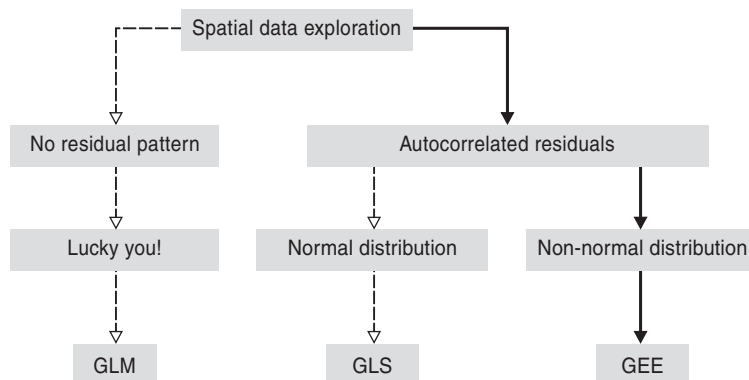 Spatial data exploration
No residual pattern
Autocorrelated residuals
Lucky you!
Normal distribution
Non-normal distribution
GLM
GLS
GEE